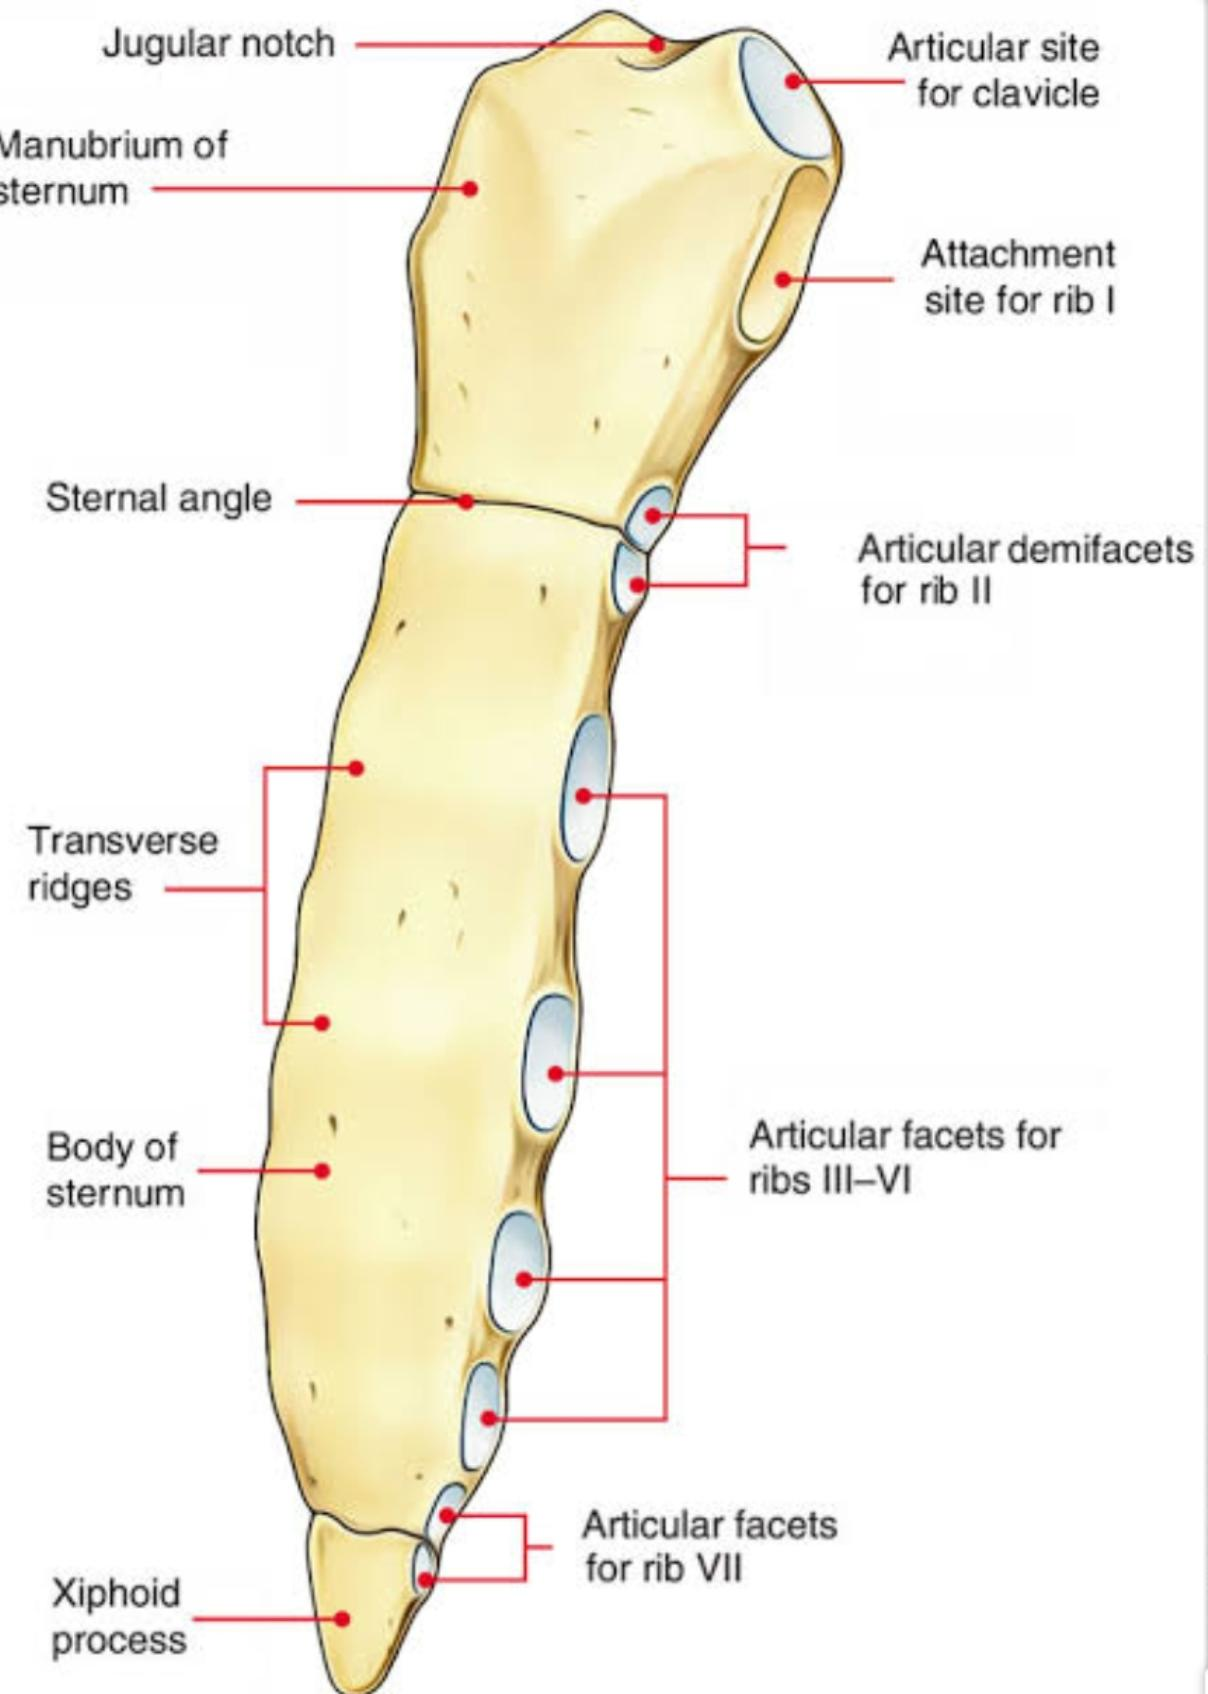 Jugular notch
Articular site
for clavicle
Manubrium of
sternum
Attachment
site for rib I
Sternal angle
Articular demifacets
for rib II
Transverse
ridges
Articular facets for
ribs III–VI
Body of
sternum
Articular facets
for rib VII
Xiphoid
process